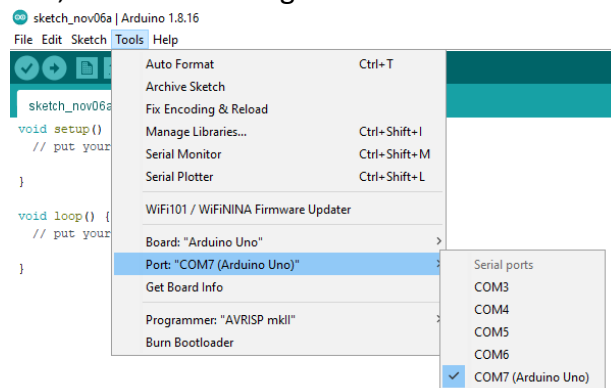 sketch_nov06a | Arduino 1.8.16
File Edit Sketch Tools Help
Auto Format Ctrl+T
Archive Sketch
sketch_nov06a Fix Encoding & Reload
void setup() Manage Libraries... Ctrl+Shift+I
// put your Serial Monitor Ctrl+Shift+M
} Serial Plotter Ctrl+Shift+L
WiFi101 / WiFiNINA Firmware Updater
void loop() {
// put your
Board: "Arduino Uno"
} Port: "COM7 (Arduino Uno)" Serial ports
Get Board Info COM3
COM4
Programmer: "AVRISP mkII" COM5
Burn Bootloader COM6
COM7 (Arduino Uno)